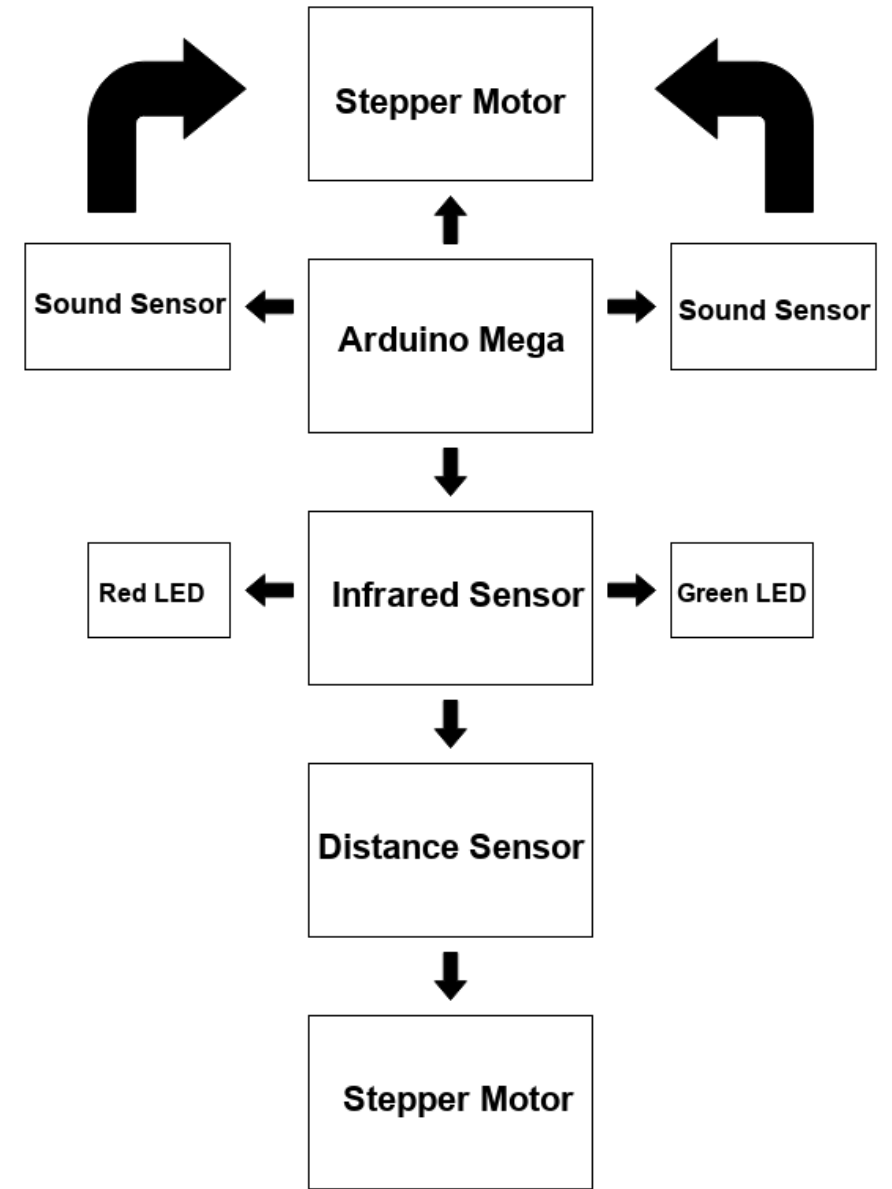 Stepper Motor
Sound Sensor
Arduino Mega
Sound Sensor
Red LED
Infrared Sensor
Green LED
Distance Sensor
Stepper Motor